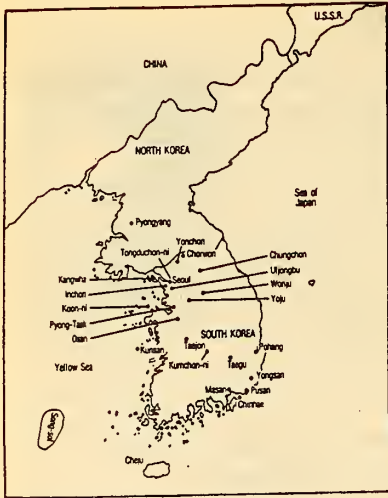 U.S.S.R.
CHINA
NORTH KOREA
Sea of
Japan
Pyongyang
Yonchon
Tongduchon-ni
& Chorwon
Chungchon
Kangwha
Seoul
Uijongbu
Inchon
Wonju
Koon-ni
Yoju
Pyong-Taek
Osan
SOUTH KOREA
Kunsan
Taejon
Pohang
Yellow Sea
Kumchon-ni
Taegu
Yongsan
Masan
Pusan
Chinhae
Cheju